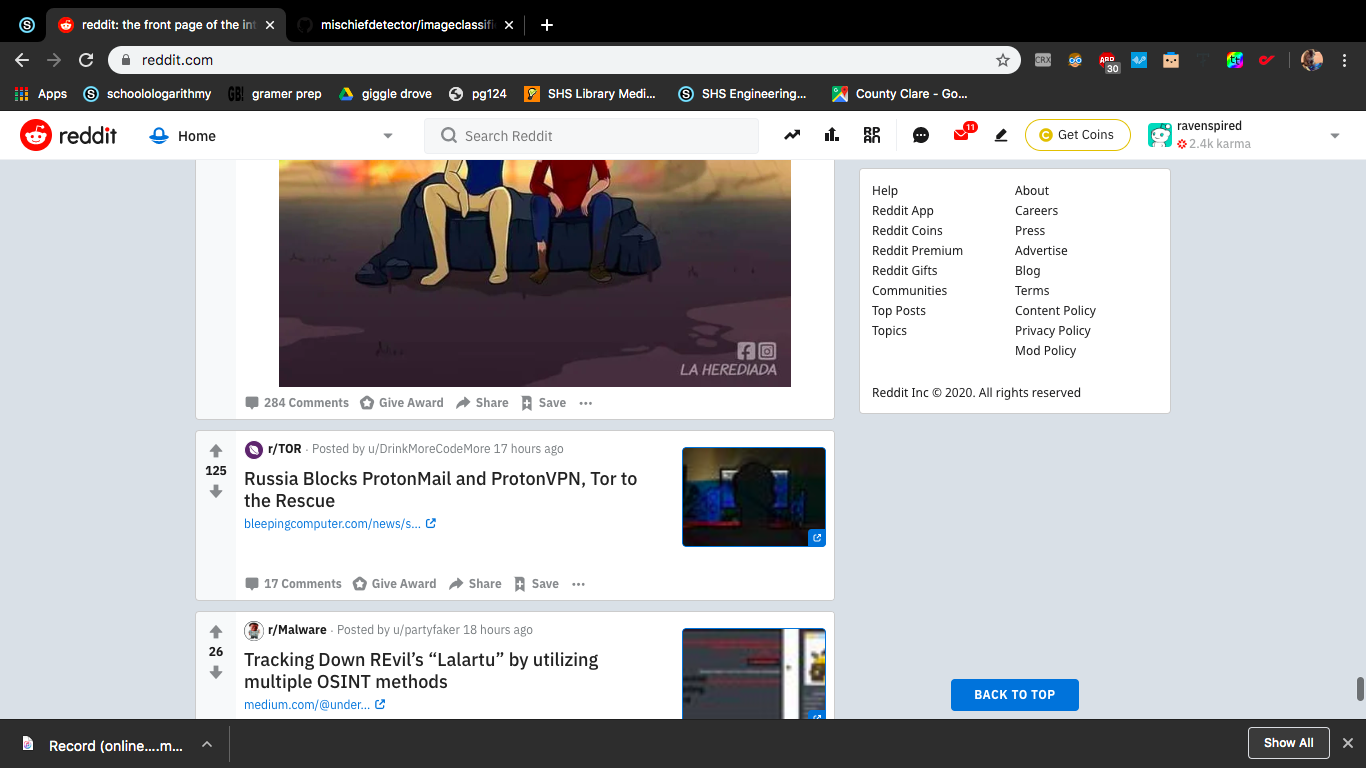 reddit: the front page of the int
mischiefdetector/imageclassifi
reddit.com
CRX
ABP
30
Apps
schoolologarithmy
GB!
gramer prep
giggle drove
pg124
SHS Library Medi...
SHS Engineering...
County Clare - Go...
reddit
Home
Search Reddit
11
Get Coins
ravenspired
2.4k karma
LA HEREDIADA
284 Comments
Give Award
Share
Save
r/TOR · Posted by u/DrinkMoreCodeMore 17 hours ago
125
Russia Blocks ProtonMail and ProtonVPN, Tor to
the Rescue
bleepingcomputer.com/news/s...
17 Comments
Give Award
Share
Save
r/Malware · Posted by u/partyfaker 18 hours ago
26
Tracking Down REvil’s “Lalartu” by utilizing
multiple OSINT methods
medium.com/@under...
Help
About
Reddit App
Careers
Reddit Coins
Press
Reddit Premium
Advertise
Reddit Gifts
Blog
Communities
Terms
Top Posts
Content Policy
Topics
Privacy Policy
Mod Policy
Reddit Inc © 2020. All rights reserved
BACK TO TOP
Record (online....m...
Show All